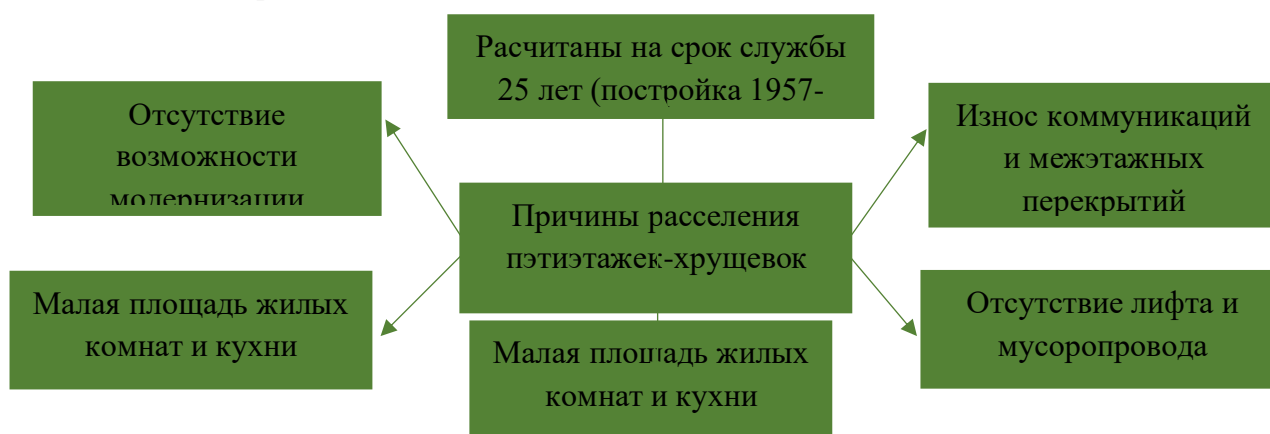 Расчитаны на срок службы
25 лет (постройка 1957-
Отсутствие
возможности
модернизации
Износ коммуникаций
и межэтажных
перекрытий
Причины расселения
пэтиэтажек-хрущевок
Малая площадь жилых
комнат и кухни
Отсутствие лифта и
мусоропровода
Малая площадь жилых
комнат и кухни